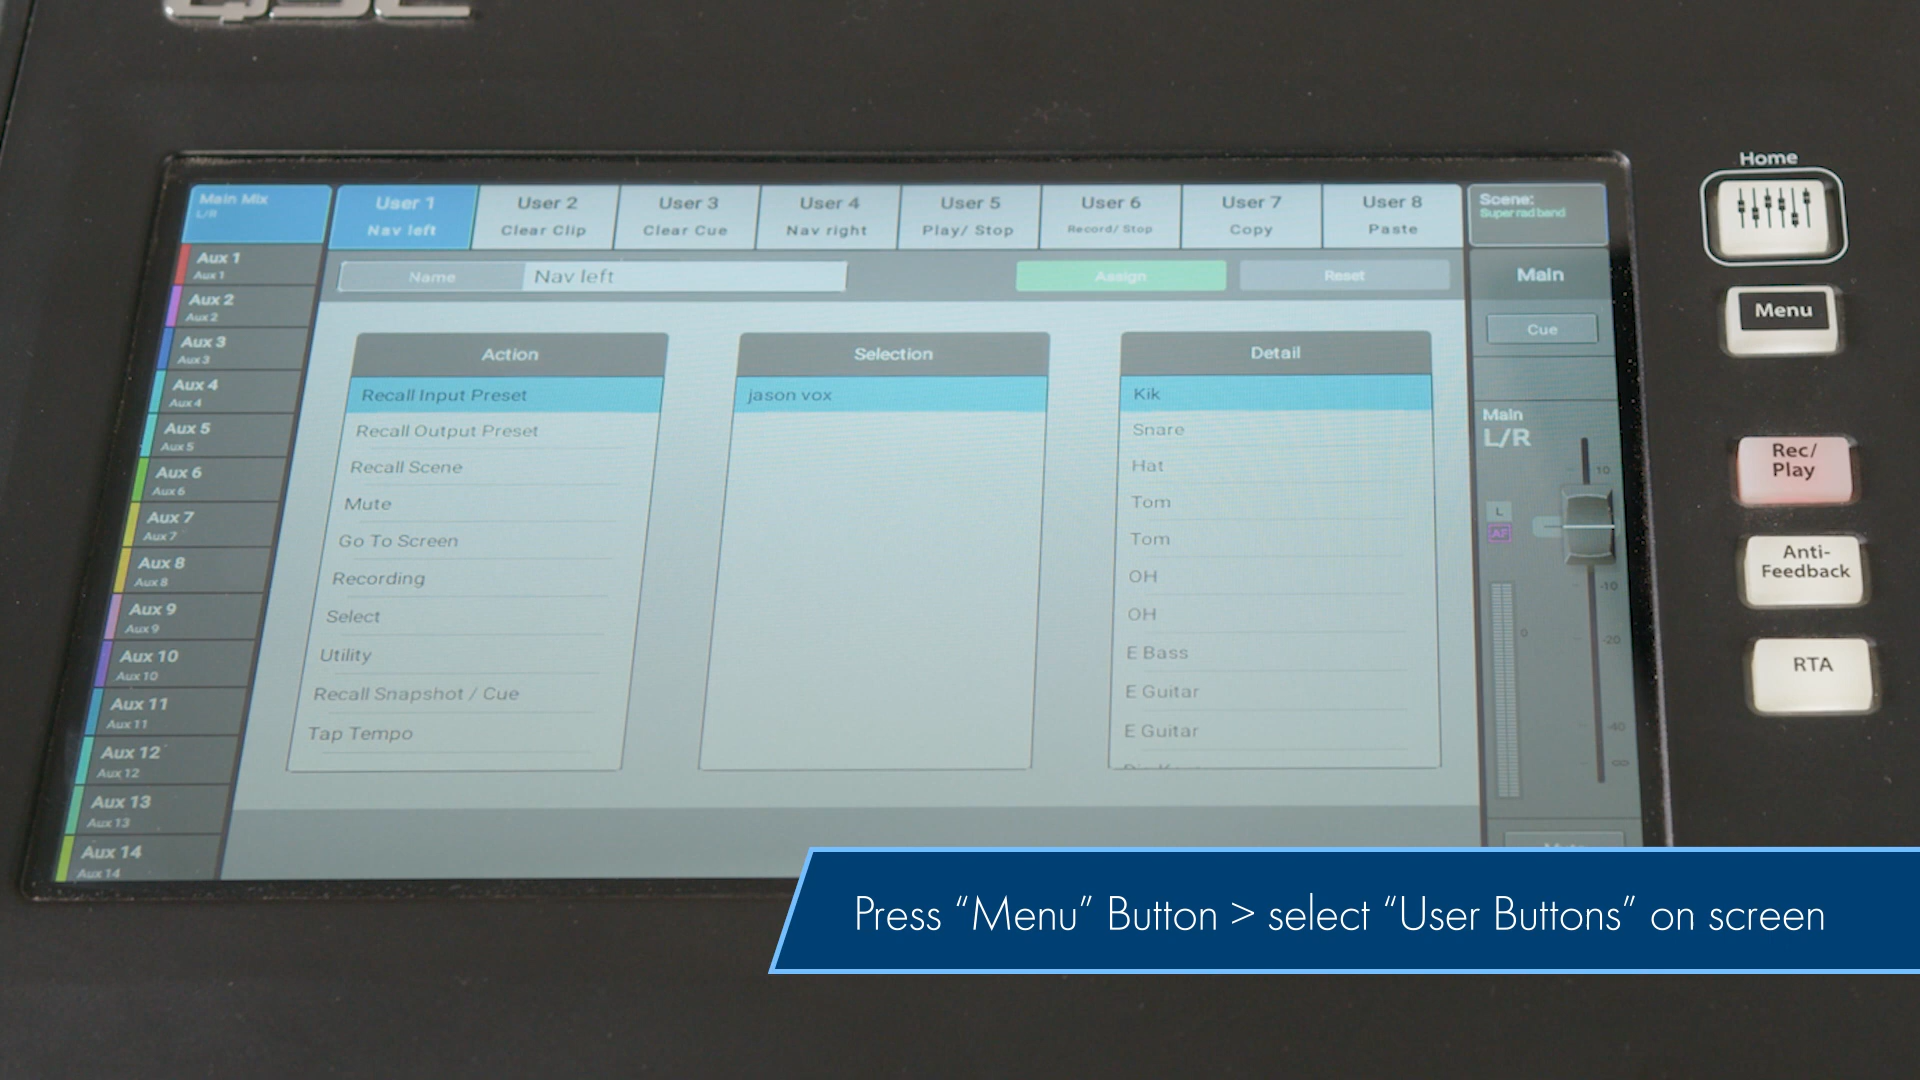 QSC
Main Mix
L/R
User 1
Nav left
User 2
Clear Clip
User 3
Clear Cue
User 4
Nav right
User 5
Play/ Stop
User 6
Record/ Stop
User 7
Copy
User 8
Paste
Scene:
Super rad band
Home
Menu
Rec/
Play
Anti-
Feedback
RTA
Aux 1
Aux 1
Aux 2
Aux 2
Aux 3
Aux 3
Aux 4
Aux 4
Aux 5
Aux 5
Aux 6
Aux 6
Aux 7
Aux 7
Aux 8
Aux 8
Aux 9
Aux 9
Aux 10
Aux 10
Aux 11
Aux 11
Aux 12
Aux 12
Aux 13
Aux 13
Aux 14
Aux 14
Name
Nav left
Assign
Reset
Action
Recall Input Preset
Recall Output Preset
Recall Scene
Mute
Go To Screen
Recording
Select
Utility
Recall Snapshot / Cue
Tap Tempo
Selection
jason vox
Detail
Kik
Snare
Hat
Tom
Tom
OH
OH
E Bass
E Guitar
E Guitar
Main
Cue
Main
L/R
10
L
AF
-10
0
-20
-40
∞
Press “Menu” Button > select “User Buttons” on screen